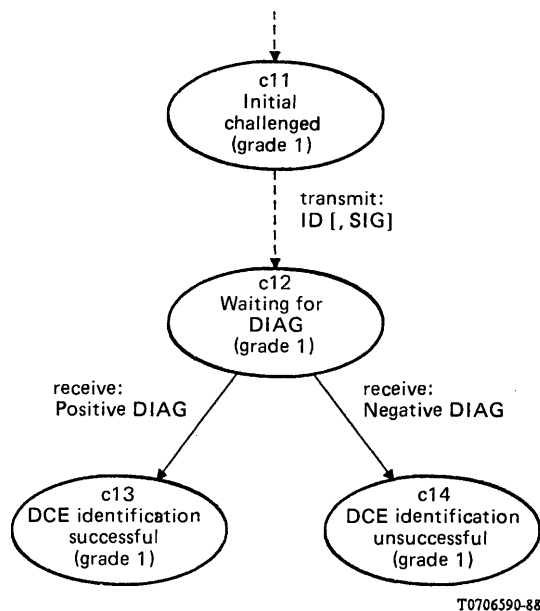 c11
Initial
challenged
(grade 1)
transmit:
ID [, SIG]
c12
Waiting for
DIAG
(grade 1)
receive:
Positive DIAG
receive:
Negative DIAG
c13
DCE identification
successful
(grade 1)
c14
DCE identification
unsuccessful
(grade 1)
T0706590-88